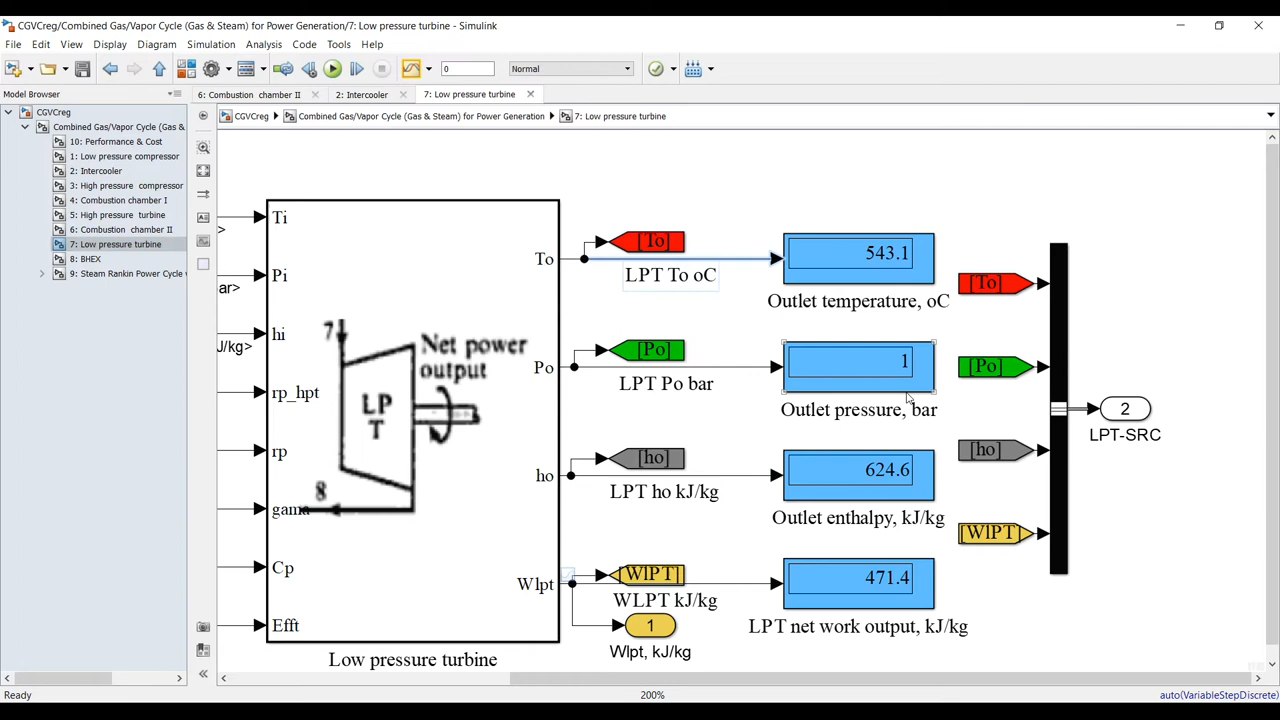 CGVCreg/Combined Gas/Vapor Cycle (Gas & Steam) for Power Generation/7: Low pressure turbine - Simulink
File Edit View Display Diagram Simulation Analysis Code Tools Help
0 Normal
Model Browser
6: Combustion chamber II
2: Intercooler
7: Low pressure turbine
CGVCreg
Combined Gas/Vapor Cycle (Gas & Steam) for Power Generation
7: Low pressure turbine
CGVCreg
Combined Gas/Vapor Cycle (Gas &
10: Performance & Cost
1: Low pressure compressor
2: Intercooler
3: High pressure compressor
4: Combustion chamber I
5: High pressure turbine
6: Combustion chamber II
7: Low pressure turbine
8: BHEX
9: Steam Rankin Power Cycle
>
ar>
J/kg>
Ti
Pi
hi
rp_hpt
rp
gama
Cp
Efft
7
Net power
output
LP
T
8
To
Po
ho
Wlpt
Low pressure turbine
[To]
LPT To oC
[Po]
LPT Po bar
[ho]
LPT ho kJ/kg
[WlPT]
WLPT kJ/kg
1
Wlpt, kJ/kg
543.1
Outlet temperature, oC
1
Outlet pressure, bar
624.6
Outlet enthalpy, kJ/kg
471.4
LPT net work output, kJ/kg
[To]
[Po]
[ho]
[WlPT]
2
LPT-SRC
Ready
200%
auto(VariableStepDiscrete)